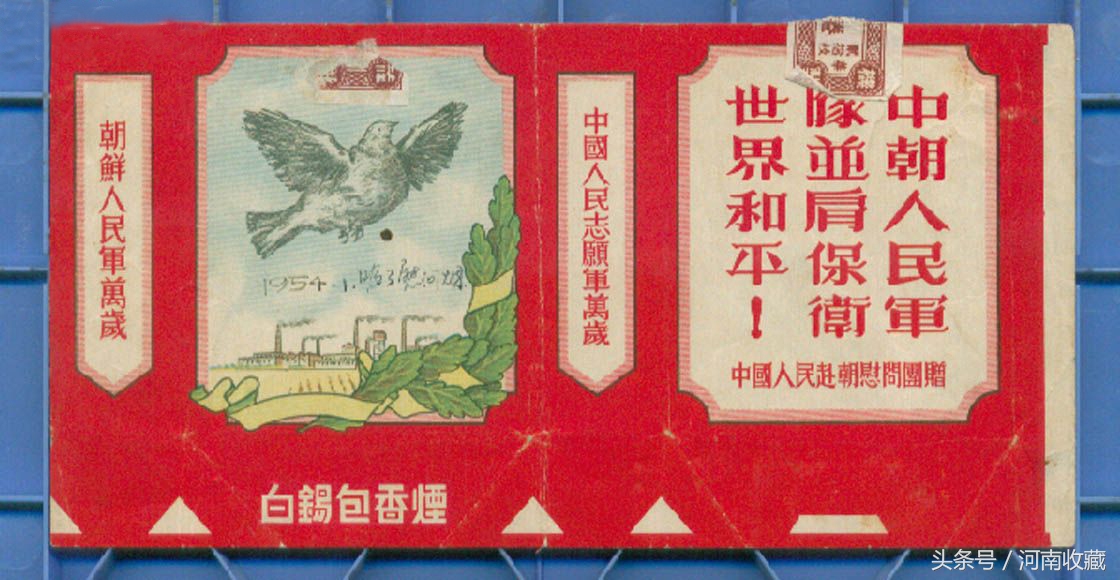 朝鮮人民軍萬歲
1954.1.
白錫包香煙
中國人民志願軍萬歲
中朝人民軍
隊並肩保衛
世界和平！
中國人民赴朝慰問團贈
头条号 / 河南收藏